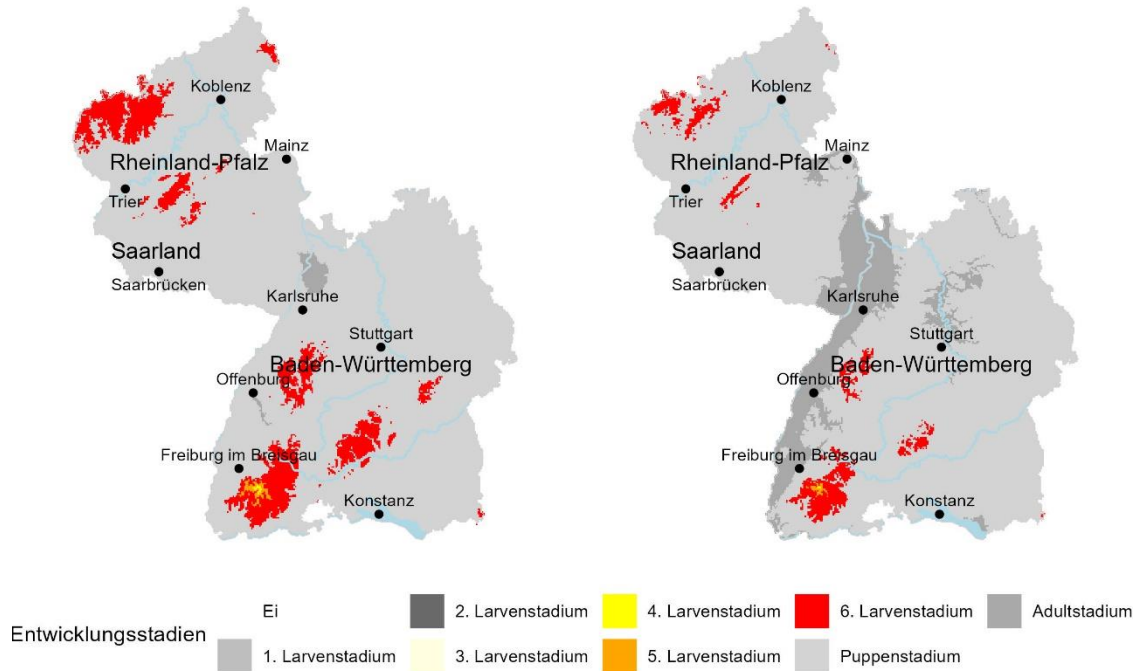 Koblenz
Mainz
Rheinland-Pfalz
Trier
Saarland
Saarbrücken
Karlsruhe
Stuttgart
Baden-Württemberg
Offenburg
Freiburg im Breisgau
Konstanz
Koblenz
Mainz
Rheinland-Pfalz
Trier
Saarland
Saarbrücken
Karlsruhe
Stuttgart
Baden-Württemberg
Offenburg
Freiburg im Breisgau
Konstanz
Entwicklungsstadien
Ei
1. Larvenstadium
2. Larvenstadium
3. Larvenstadium
4. Larvenstadium
5. Larvenstadium
6. Larvenstadium
Puppenstadium
Adultstadium